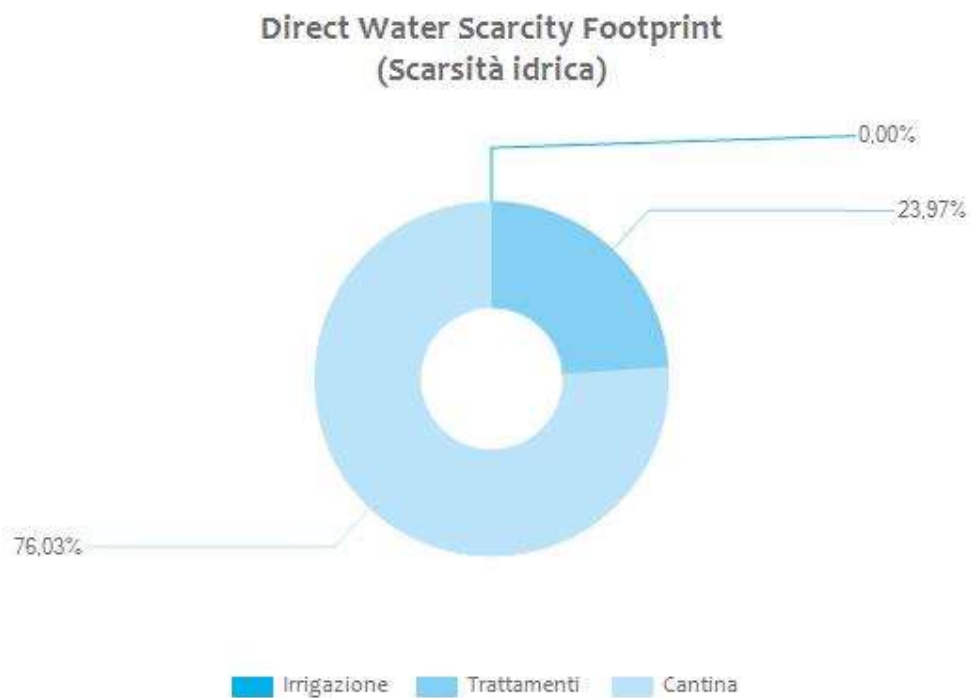 Direct Water Scarcity Footprint
(Scarsità idrica)
0,00%
23,97%
76,03%
Irrigazione Trattamenti Cantina